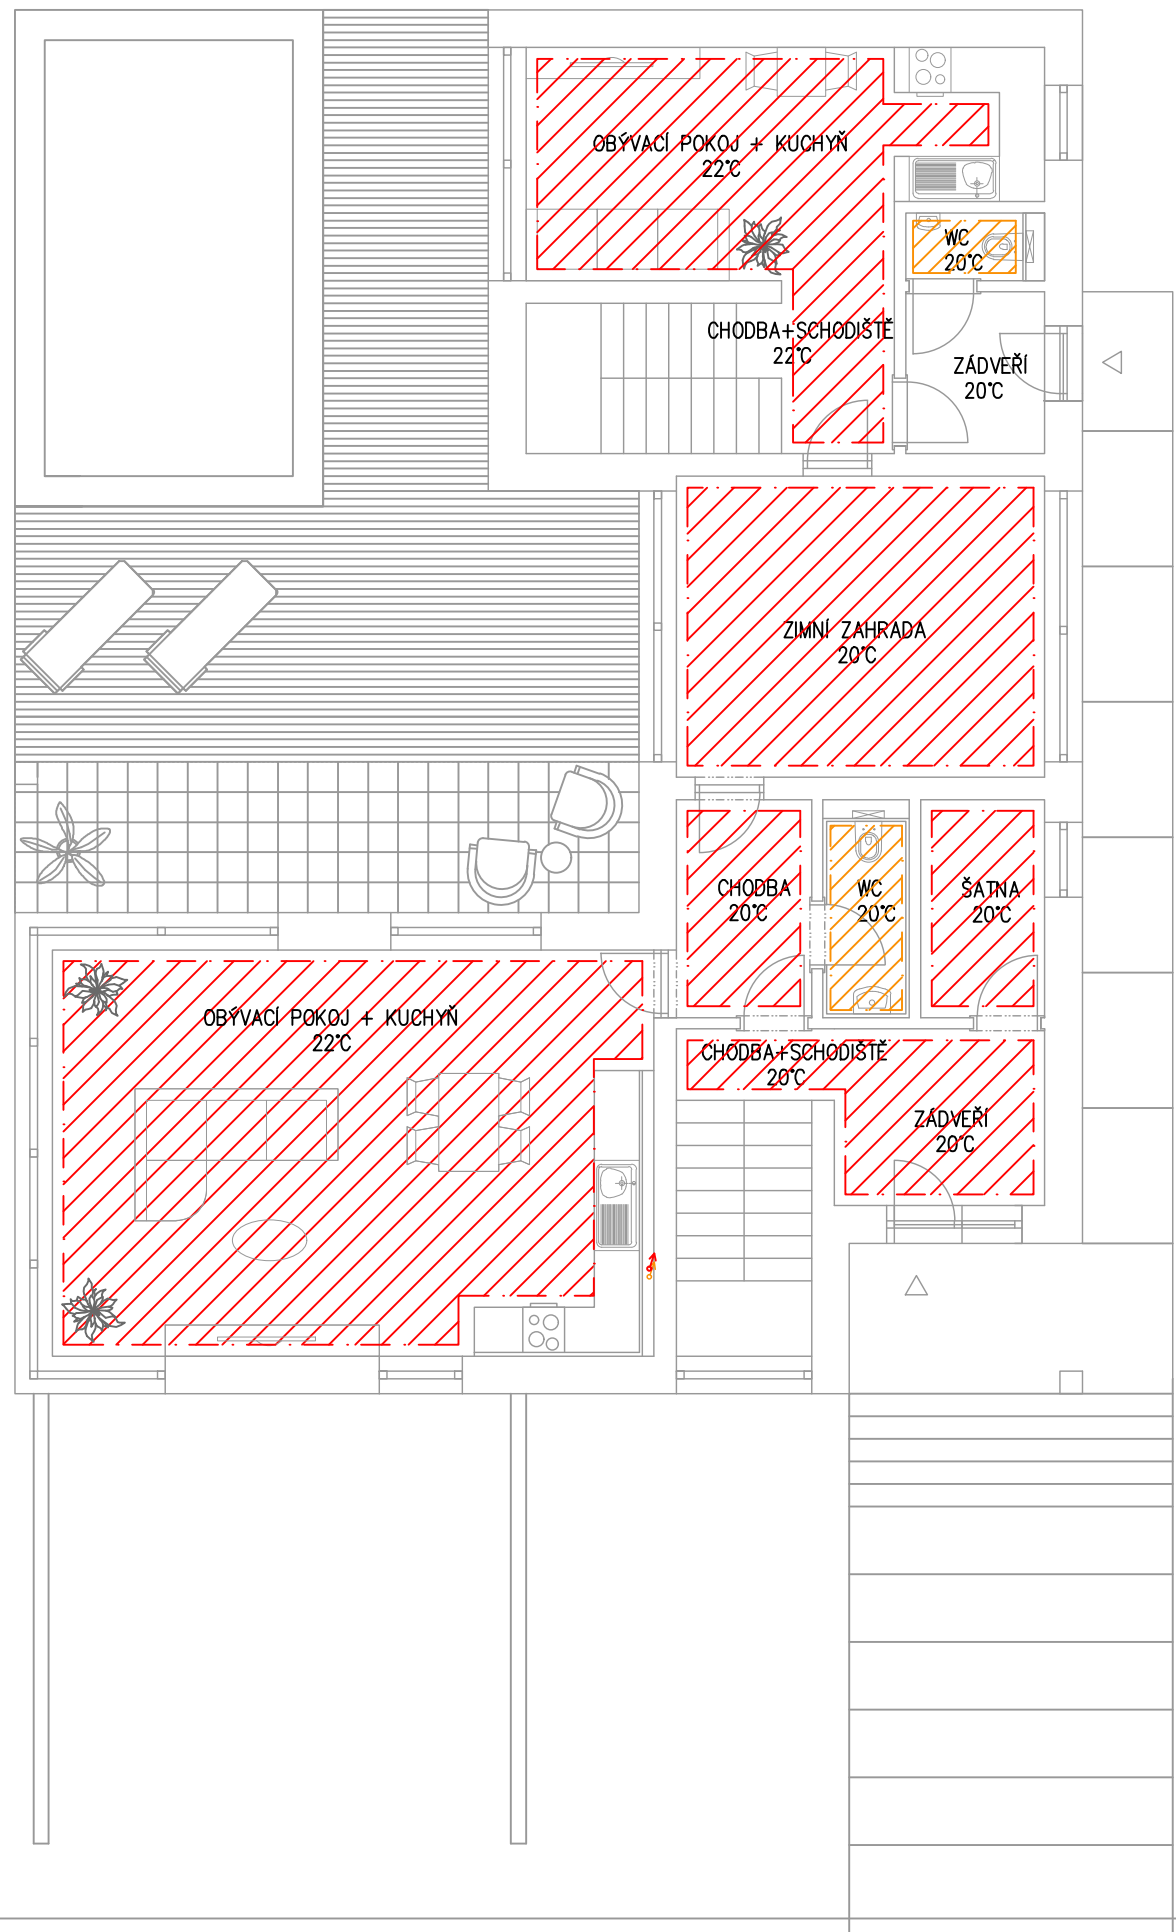 OBÝVACÍ POKOJ + KUCHYŇ
22°C
WC
20°C
CHODBA+SCHODIŠTĚ
22°C
ZÁDVEŘÍ
20°C
ZIMNÍ ZAHRADA
20°C
CHODBA
20°C
WC
20°C
ŠATNA
20°C
OBÝVACÍ POKOJ + KUCHYŇ
22°C
CHODBA+SCHODIŠTĚ
20°C
ZÁDVEŘÍ
20°C